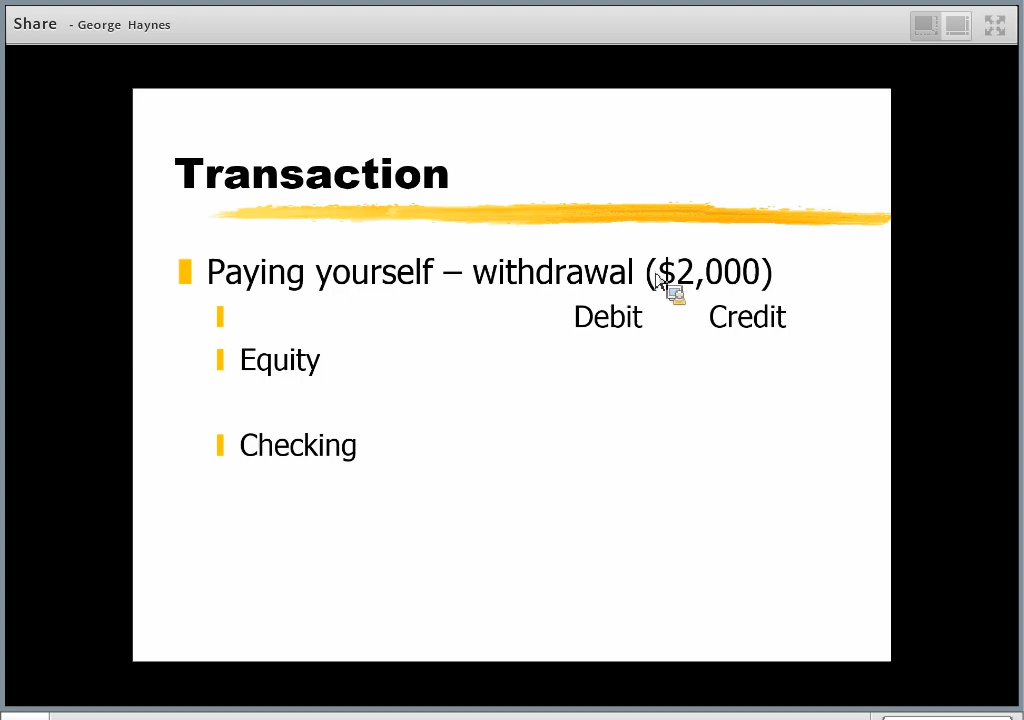 Share - George Haynes
Transaction
Paying yourself – withdrawal ($2,000)
Debit Credit
Equity
Checking